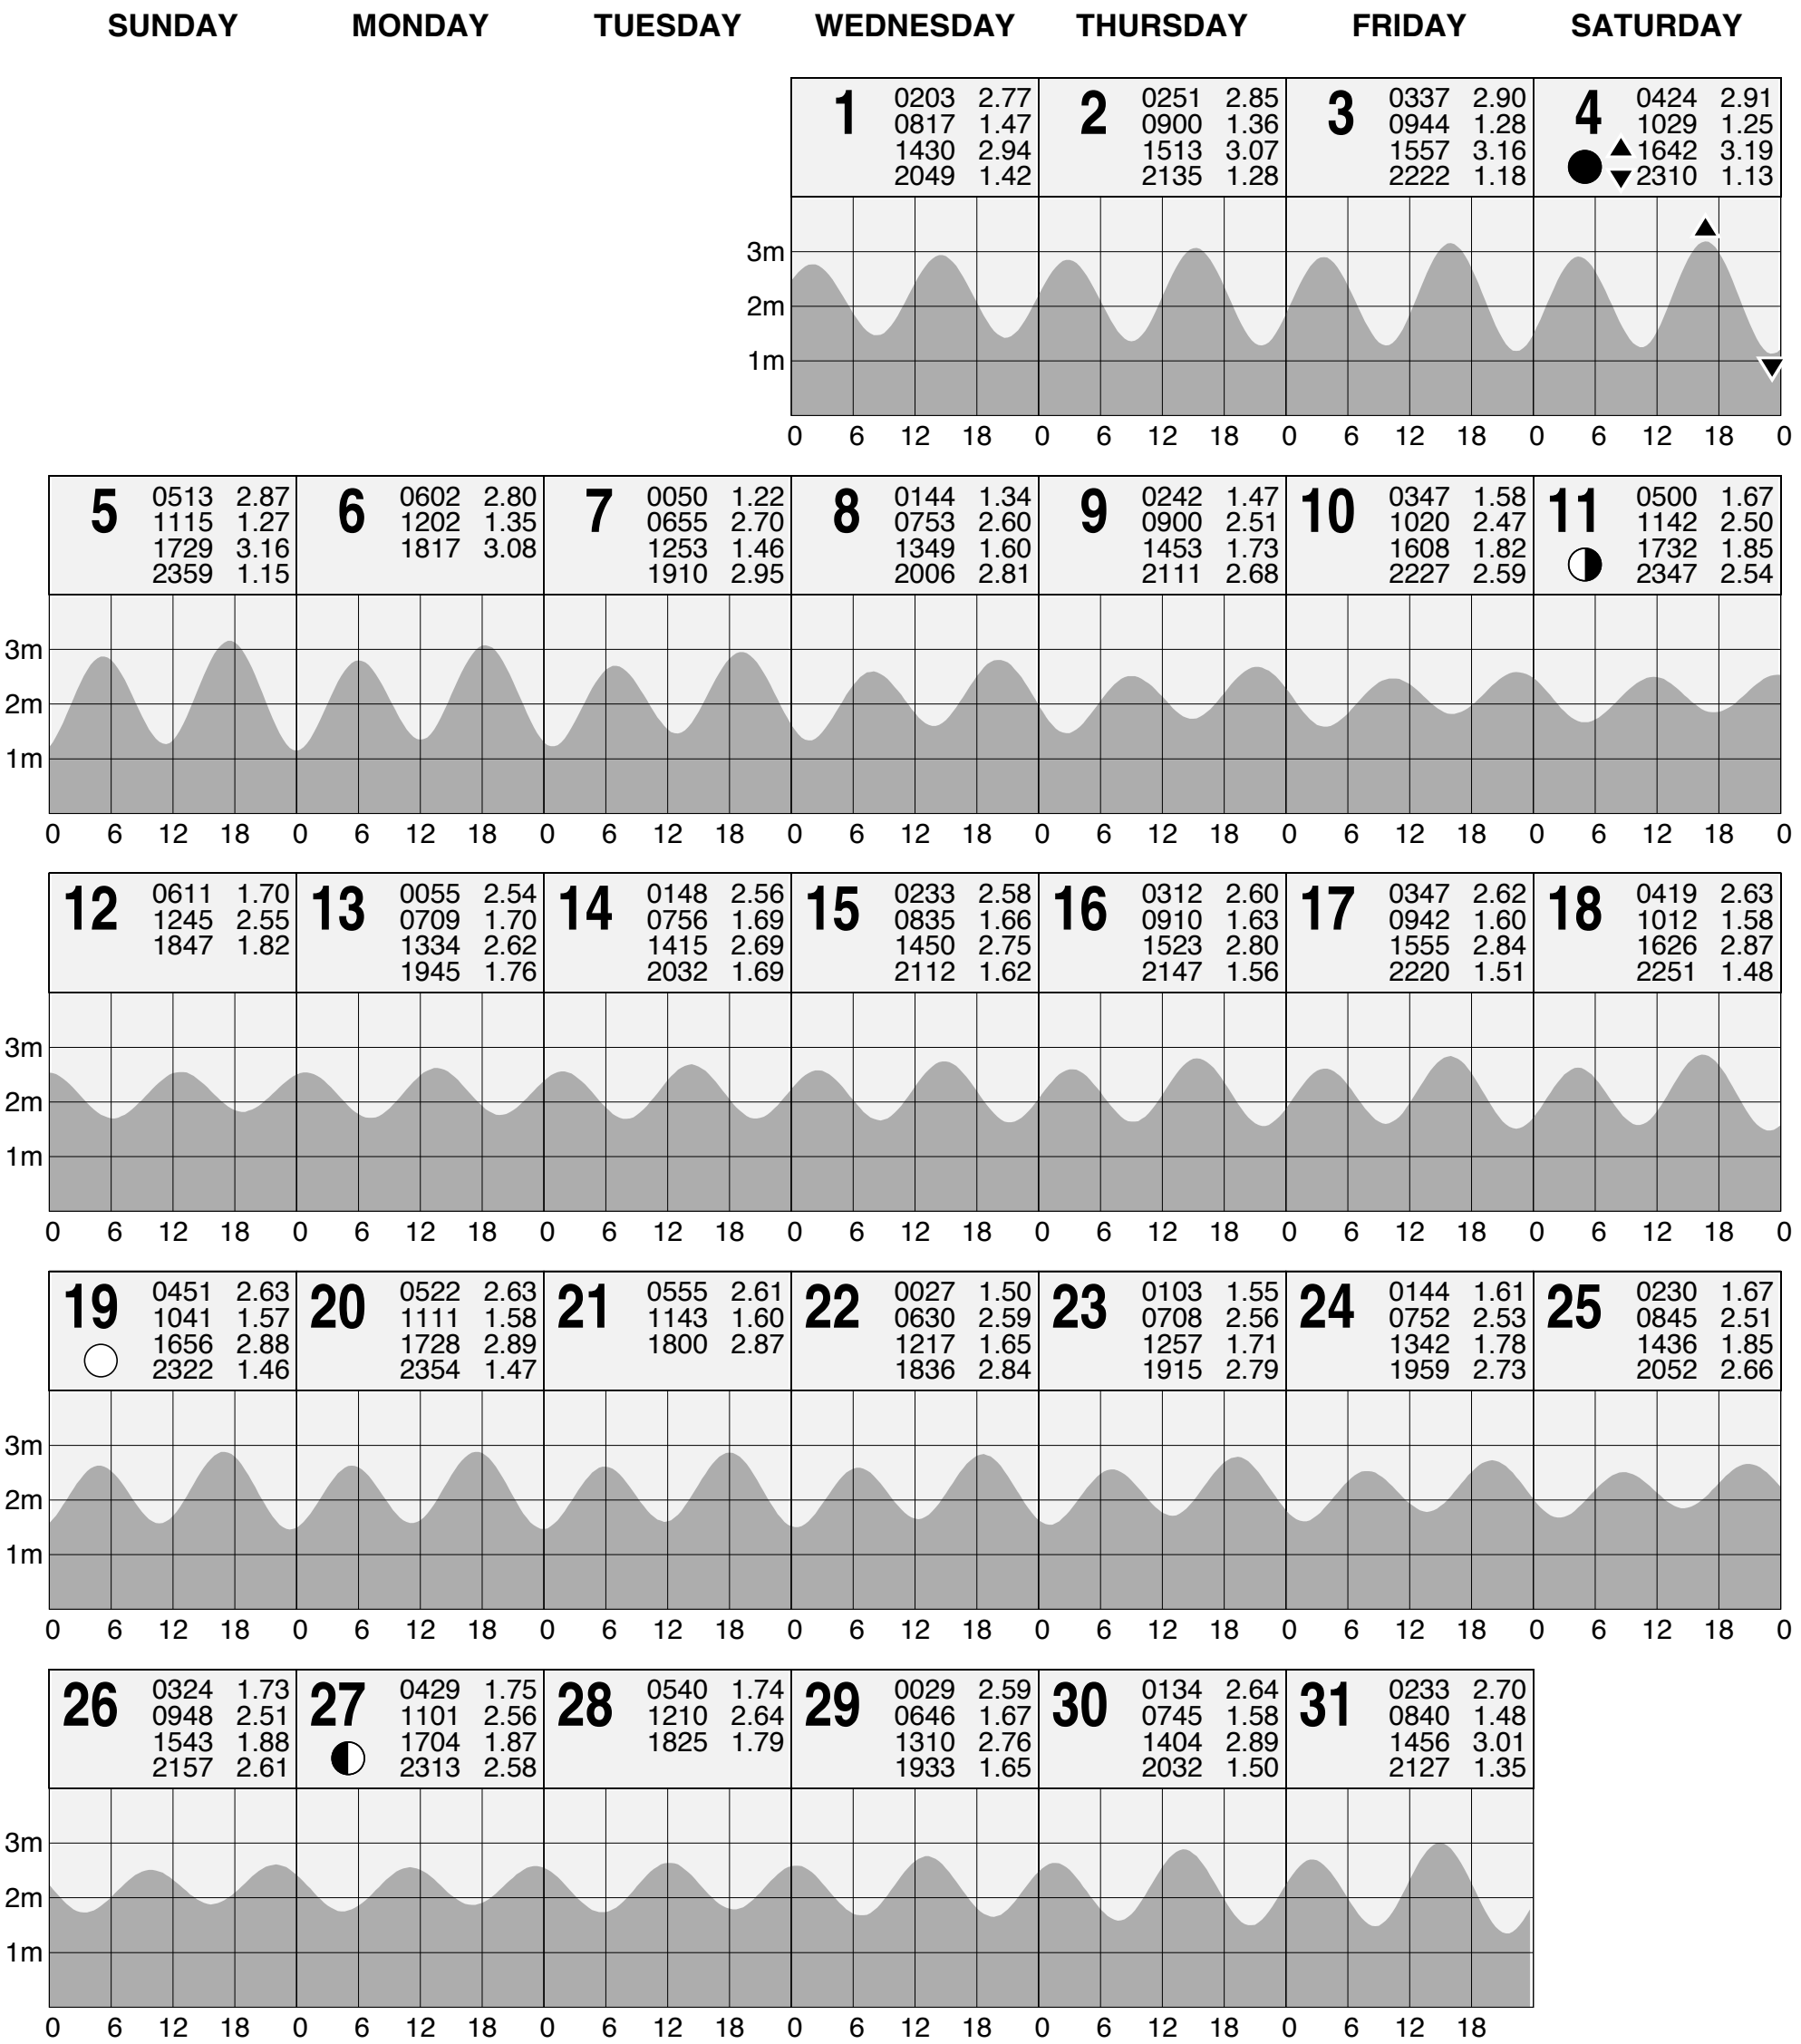 SUNDAY MONDAY TUESDAY WEDNESDAY THURSDAY FRIDAY SATURDAY
1 0203 2.77
0817 1.47
1430 2.94
2049 1.42
2 0251 2.85
0900 1.36
1513 3.07
2135 1.28
3 0337 2.90
0944 1.28
1557 3.16
2222 1.18
4 0424 2.91
1029 1.25
1642 3.19
2310 1.13
3m
2m
1m
0 6 12 18 0 6 12 18 0 6 12 18 0 6 12 18 0
5 0513 2.87
1115 1.27
1729 3.16
2359 1.15
6 0602 2.80
1202 1.35
1817 3.08
7 0050 1.22
0655 2.70
1253 1.46
1910 2.95
8 0144 1.34
0753 2.60
1349 1.60
2006 2.81
9 0242 1.47
0900 2.51
1453 1.73
2111 2.68
10 0347 1.58
1020 2.47
1608 1.82
2227 2.59
11 0500 1.67
1142 2.50
1732 1.85
2347 2.54
3m
2m
1m
0 6 12 18 0 6 12 18 0 6 12 18 0 6 12 18 0 6 12 18 0 6 12 18 0 6 12 18 0
12 0611 1.70
1245 2.55
1847 1.82
13 0055 2.54
0709 1.70
1334 2.62
1945 1.76
14 0148 2.56
0756 1.69
1415 2.69
2032 1.69
15 0233 2.58
0835 1.66
1450 2.75
2112 1.62
16 0312 2.60
0910 1.63
1523 2.80
2147 1.56
17 0347 2.62
0942 1.60
1555 2.84
2220 1.51
18 0419 2.63
1012 1.58
1626 2.87
2251 1.48
3m
2m
1m
0 6 12 18 0 6 12 18 0 6 12 18 0 6 12 18 0 6 12 18 0 6 12 18 0 6 12 18 0
19 0451 2.63
1041 1.57
1656 2.88
2322 1.46
20 0522 2.63
1111 1.58
1728 2.89
2354 1.47
21 0555 2.61
1143 1.60
1800 2.87
22 0027 1.50
0630 2.59
1217 1.65
1836 2.84
23 0103 1.55
0708 2.56
1257 1.71
1915 2.79
24 0144 1.61
0752 2.53
1342 1.78
1959 2.73
25 0230 1.67
0845 2.51
1436 1.85
2052 2.66
3m
2m
1m
0 6 12 18 0 6 12 18 0 6 12 18 0 6 12 18 0 6 12 18 0 6 12 18 0 6 12 18 0
26 0324 1.73
0948 2.51
1543 1.88
2157 2.61
27 0429 1.75
1101 2.56
1704 1.87
2313 2.58
28 0540 1.74
1210 2.64
1825 1.79
29 0029 2.59
0646 1.67
1310 2.76
1933 1.65
30 0134 2.64
0745 1.58
1404 2.89
2032 1.50
31 0233 2.70
0840 1.48
1456 3.01
2127 1.35
3m
2m
1m
0 6 12 18 0 6 12 18 0 6 12 18 0 6 12 18 0 6 12 18 0 6 12 18